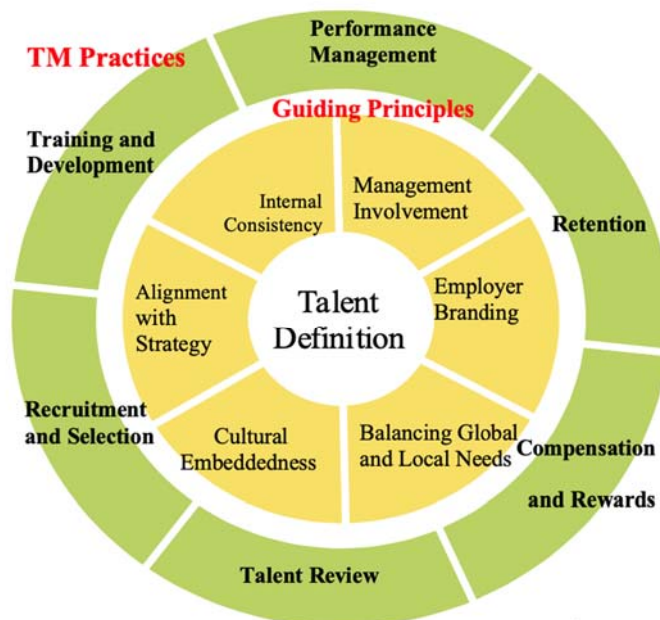 Performance
Management
TM Practices
Guiding Principles
Training and
Development
Management
Involvement
Internal
Consistency
Retention
Alignment
with
Strategy
Talent
Definition
Employer
Branding
Recruitment
and Selection
Cultural
Embeddedness
Balancing Global
and Local Needs
Compensation
and Rewards
Talent Review